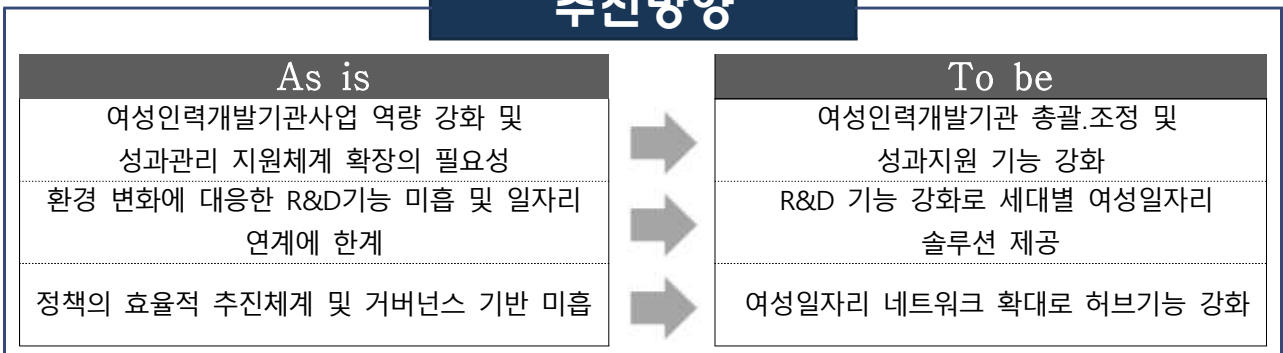 추진방향
As is
To be
여성인력개발기관사업 역량 강화 및
성과관리 지원체계 확장의 필요성
여성인력개발기관 총괄.조정 및
성과지원 기능 강화
환경 변화에 대응한 R&D기능 미흡 및 일자리
연계에 한계
R&D 기능 강화로 세대별 여성일자리
솔루션 제공
정책의 효율적 추진체계 및 거버넌스 기반 미흡
여성일자리 네트워크 확대로 허브기능 강화